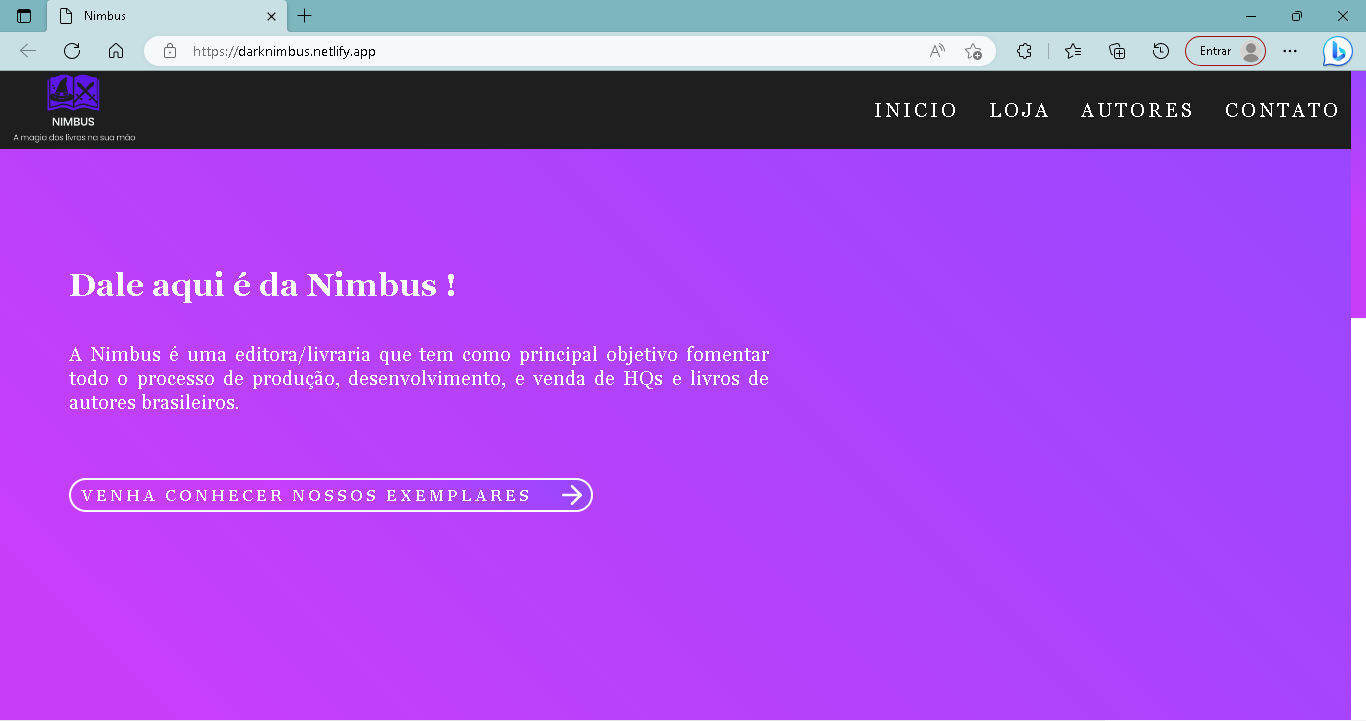 Nimbus
https://darknimbus.netlify.app
Entrar
NIMBUS
A magia dos livros na sua mão
INICIO LOJA AUTORES CONTATO
Dale aqui é da Nimbus !
A Nimbus é uma editora/livraria que tem como principal objetivo fomentar
todo o processo de produção, desenvolvimento, e venda de HQs e livros de
autores brasileiros.
VENHA CONHECER NOSSOS EXEMPLARES